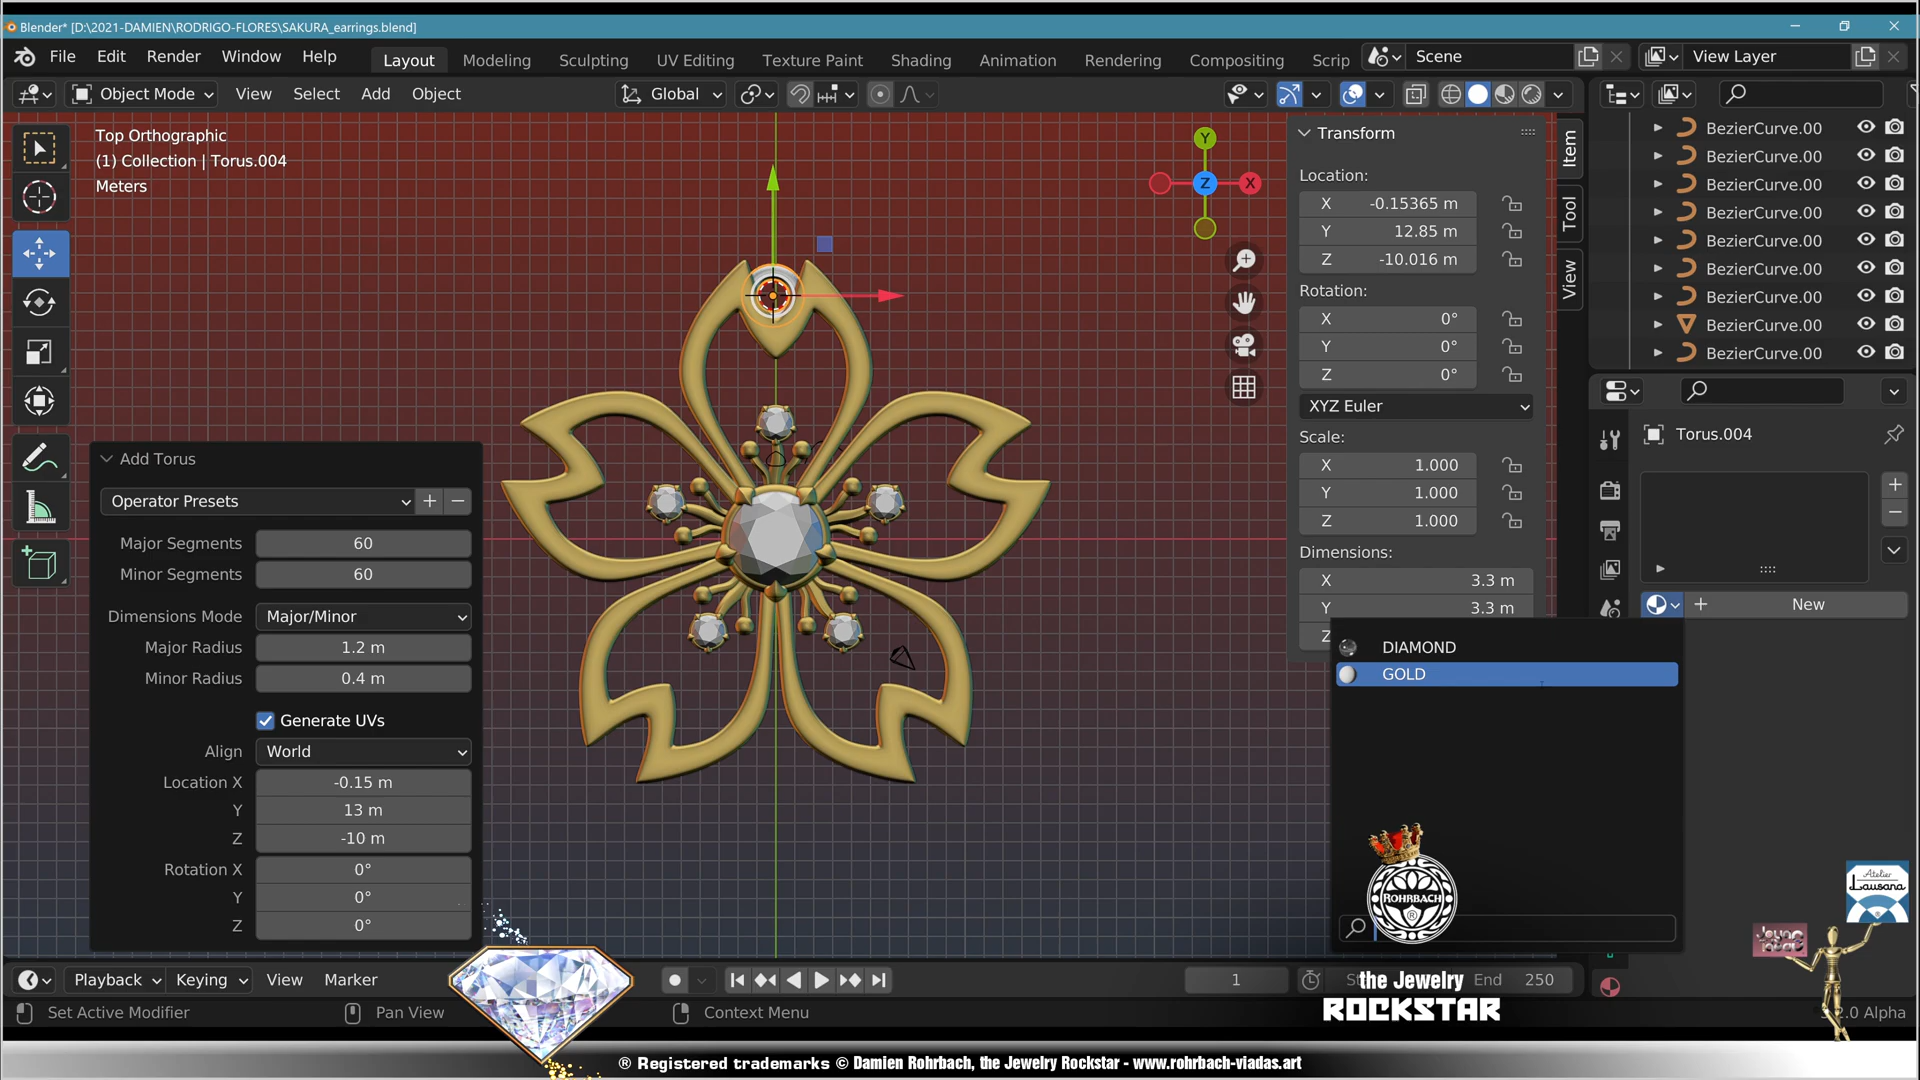 Blender* [D:\2021-DAMIEN\RODRIGO-FLORES\SAKURA_earrings.blend]
File Edit Render Window Help Layout Modeling Sculpting UV Editing Texture Paint Shading Animation Rendering Compositing Scrip Scene View Layer
Object Mode View Select Add Object Global
Top Orthographic
(1) Collection | Torus.004
Meters
Y
Z
X
Transform
Location:
X -0.15365 m
Y 12.85 m
Z -10.016 m
Rotation:
X 0°
Y 0°
Z 0°
XYZ Euler
Scale:
X 1.000
Y 1.000
Z 1.000
Dimensions:
X 3.3 m
Y 3.3 m
Z
Item
Tool
View
BezierCurve.00
BezierCurve.00
BezierCurve.00
BezierCurve.00
BezierCurve.00
BezierCurve.00
BezierCurve.00
BezierCurve.00
BezierCurve.00
Torus.004
New
DIAMOND
GOLD
Add Torus
Operator Presets
Major Segments 60
Minor Segments 60
Dimensions Mode Major/Minor
Major Radius 1.2 m
Minor Radius 0.4 m
Generate UVs
Align World
Location X -0.15 m
Y 13 m
Z -10 m
Rotation X 0°
Y 0°
Z 0°
ROHRBACH
®
Atelier
Lausana
Playback Keying View Marker 1 St End 250
the Jewelry
ROCKSTAR
Set Active Modifier Pan View Context Menu 2.0 Alpha
® Registered trademarks © Damien Rohrbach, the Jewelry Rockstar - www.rohrbach-viadas.art